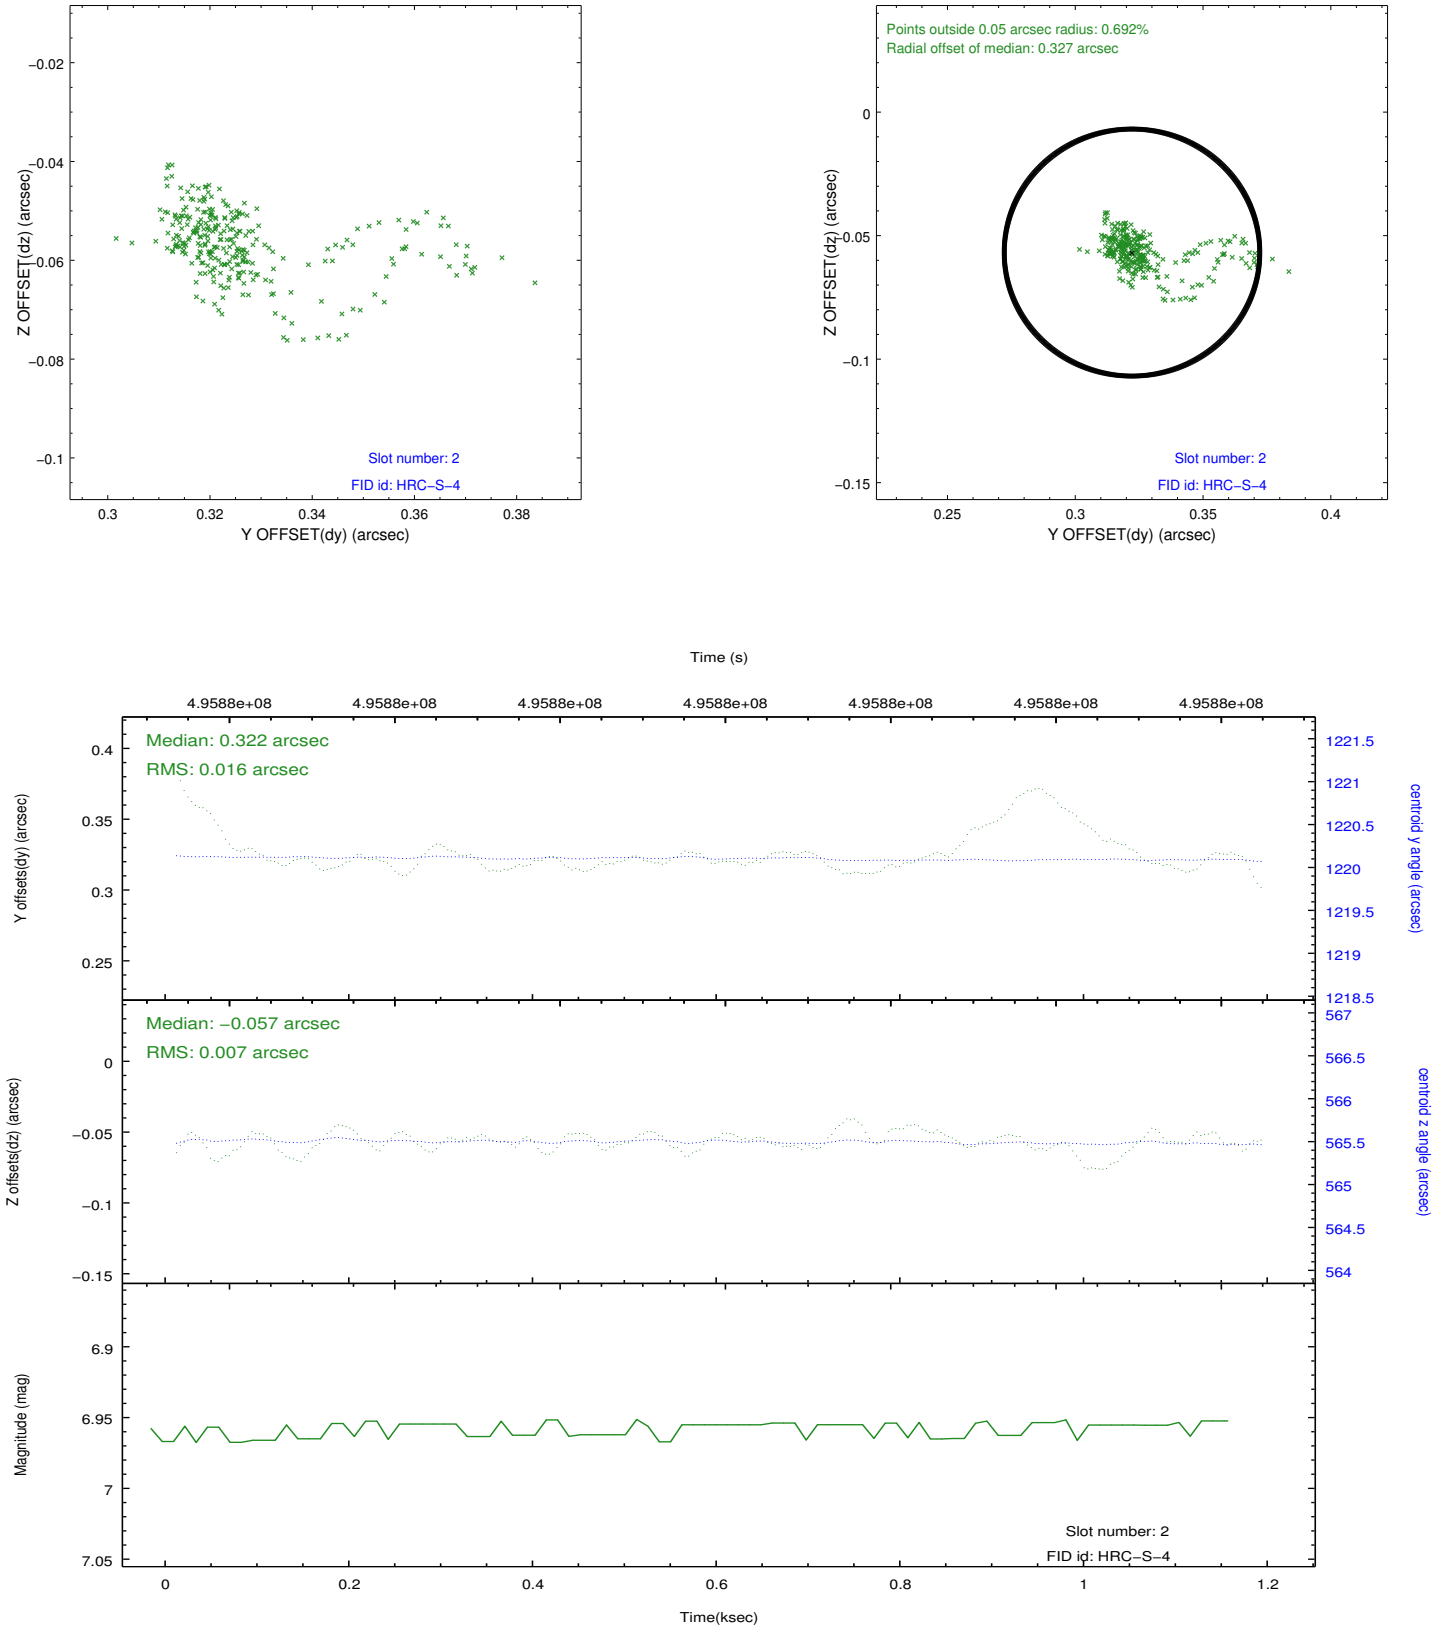 −0.02
−0.04
−0.06
−0.08
−0.1
Z OFFSET(dz) (arcsec)
Slot number: 2
FID id: HRC−S−4
0.3
0.32
0.34
0.36
0.38
Y OFFSET(dy) (arcsec)
Points outside 0.05 arcsec radius: 0.692%
Radial offset of median: 0.327 arcsec
0
−0.05
−0.1
−0.15
Z OFFSET(dz) (arcsec)
Slot number: 2
FID id: HRC−S−4
0.25
0.3
0.35
0.4
Y OFFSET(dy) (arcsec)
Time (s)
4.9588e+08
4.9588e+08
4.9588e+08
4.9588e+08
4.9588e+08
4.9588e+08
4.9588e+08
Median: 0.322 arcsec
RMS: 0.016 arcsec
0.4
0.35
0.3
0.25
Y offsets(dy) (arcsec)
1221.5
1221
1220.5
1220
1219.5
1219
1218.5
centroid y angle (arcsec)
Median: −0.057 arcsec
RMS: 0.007 arcsec
0
−0.05
−0.1
−0.15
Z offsets(dz) (arcsec)
567
566.5
566
565.5
565
564.5
564
centroid z angle (arcsec)
6.9
6.95
7
7.05
Magnitude (mag)
Slot number: 2
FID id: HRC−S−4
0
0.2
0.4
0.6
0.8
1
1.2
Time(ksec)